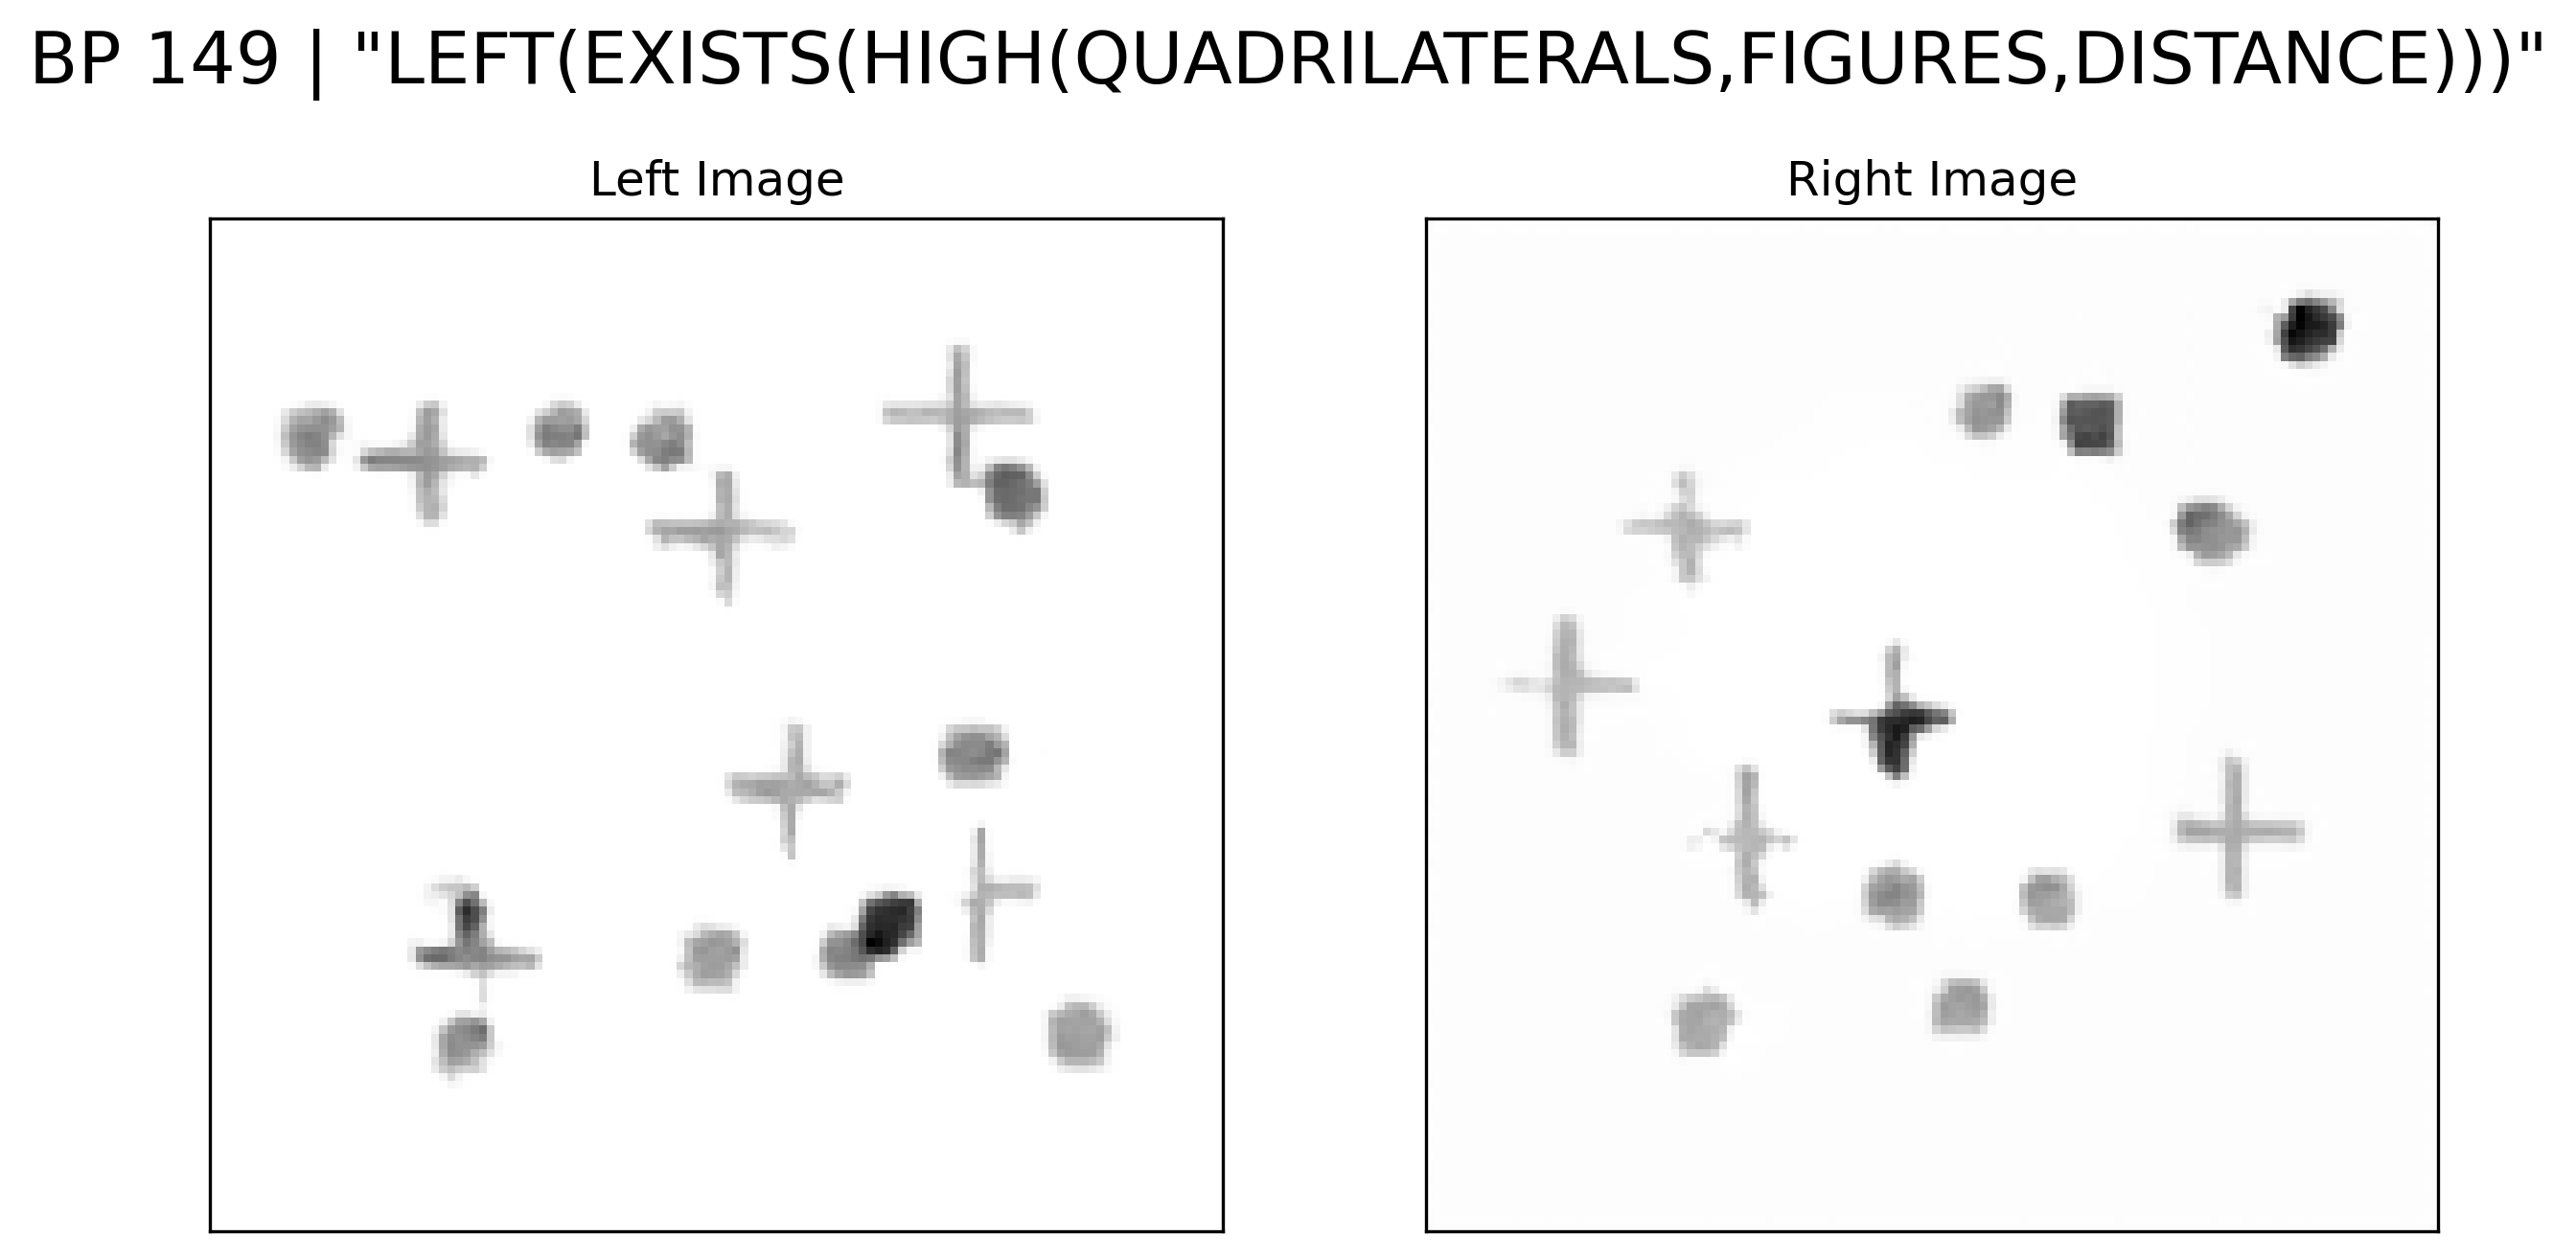 BP 149 | "LEFT(EXISTS(HIGH(QUADRILATERALS,FIGURES,DISTANCE)))"
Left Image
Right Image